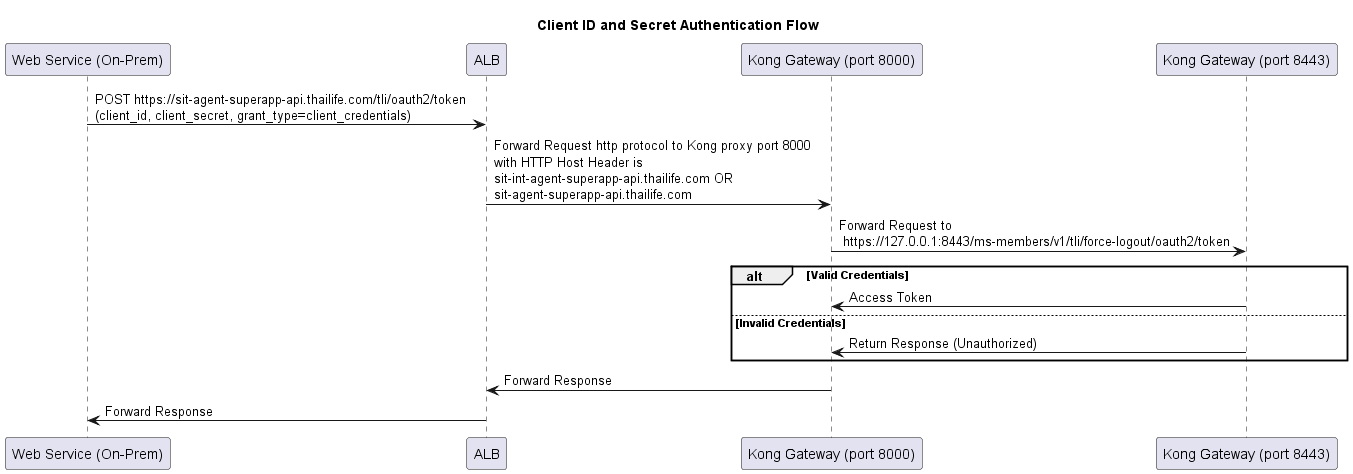 Client ID and Secret Authentication Flow
Web Service (On-Prem)
ALB
Kong Gateway (port 8000)
Kong Gateway (port 8443)
POST https://sit-agent-superapp-api.thailife.com/tli/oauth2/token
(client_id, client_secret, grant_type=client_credentials)
Forward Request http protocol to Kong proxy port 8000
with HTTP Host Header is
sit-int-agent-superapp-api.thailife.com OR
sit-agent-superapp-api.thailife.com
Forward Request to
https://127.0.0.1:8443/ms-members/v1/tli/force-logout/oauth2/token
alt
[Valid Credentials]
Access Token
[Invalid Credentials]
Return Response (Unauthorized)
Forward Response
Forward Response
Web Service (On-Prem)
ALB
Kong Gateway (port 8000)
Kong Gateway (port 8443)